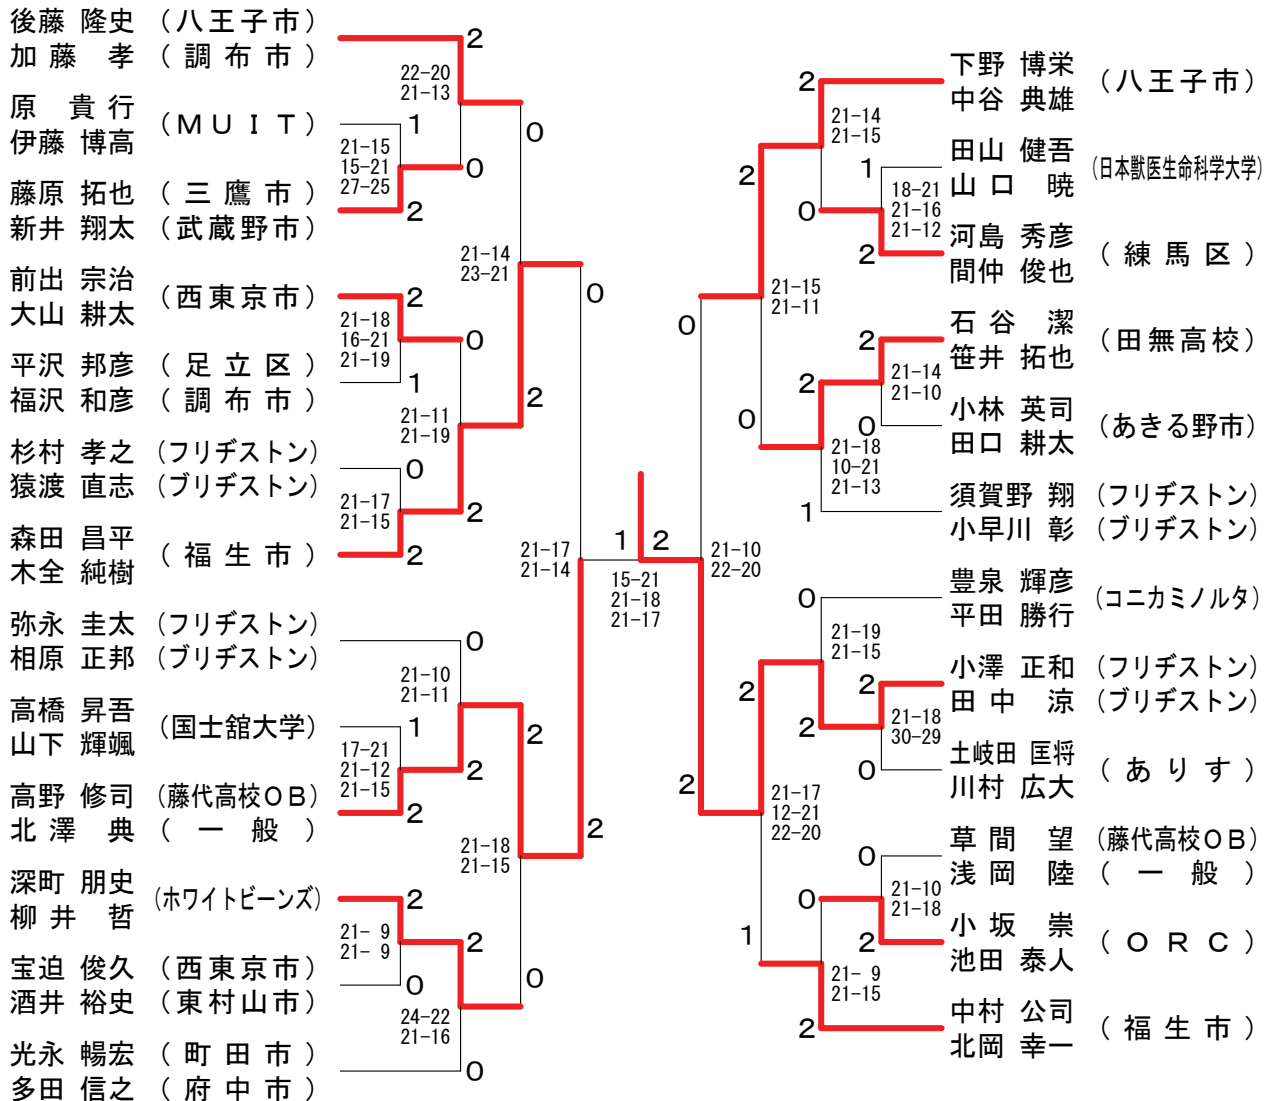 後藤 隆史 (八王子市)
加藤 孝 (調布市)
原 貴行
伊藤 博高
(MUIT)
藤原 拓也 (三鷹市)
新井 翔太 (武蔵野市)
前出 宗治
大山 耕太
(西東京市)
平沢 邦彦 (足立区)
福沢 和彦 (調布市)
杉村 孝之 (フリヂストン)
猿渡 直志 (ブリヂストン)
森田 昌平
木全 純樹
(福生市)
弥永 圭太 (フリヂストン)
相原 正邦 (ブリヂストン)
高橋 昇吾
山下 輝颯
(国士舘大学)
高野 修司 (藤代高校OB)
北澤 典 (一般)
深町 朋史
柳井 哲
(ホワイトビーンズ)
宝迫 俊久 (西東京市)
酒井 裕史 (東村山市)
光永 暢宏 (町田市)
多田 信之 (府中市)
2
22-20
21-13
0
1
21-15
15-21
27-25
2
0
21-14
23-21
2
21-18
16-21
21-19
1
0
21-11
21-19
2
0
21-17
21-15
2
2
0
21-17
21-14
2
0
21-10
21-11
2
1
17-21
21-12
21-15
2
2
21-18
21-15
0
2
21- 9
21- 9
0
2
24-22
21-16
0
1 2
15-21
21-18
21-17
下野 博栄
中谷 典雄
(八王子市)
田山 健吾
山口 暁
(日本獣医生命科学大学)
河島 秀彦
間仲 俊也
(練馬区)
石谷 潔
笹井 拓也
(田無高校)
小林 英司
田口 耕太
(あきる野市)
須賀野 翔 (フリヂストン)
小早川 彰 (ブリヂストン)
豊泉 輝彦
平田 勝行
(コニカミノルタ)
小澤 正和 (フリヂストン)
田中 涼 (ブリヂストン)
土岐田 匡将
川村 広大
(ありす)
草間 望 (藤代高校OB)
浅岡 陸 (一般)
小坂 崇
池田 泰人
(ORC)
中村 公司
北岡 幸一
(福生市)
2
21-14
21-15
0
1
18-21
21-16
21-12
2
2
21-15
21-11
0
2
21-14
21-10
0
2
21-18
10-21
21-13
1
0
21-10
22-20
2
0
21-19
21-15
2
2
21-18
30-29
0
2
21-17
12-21
22-20
1
0
21-10
21-18
2
0
21- 9
21-15
2